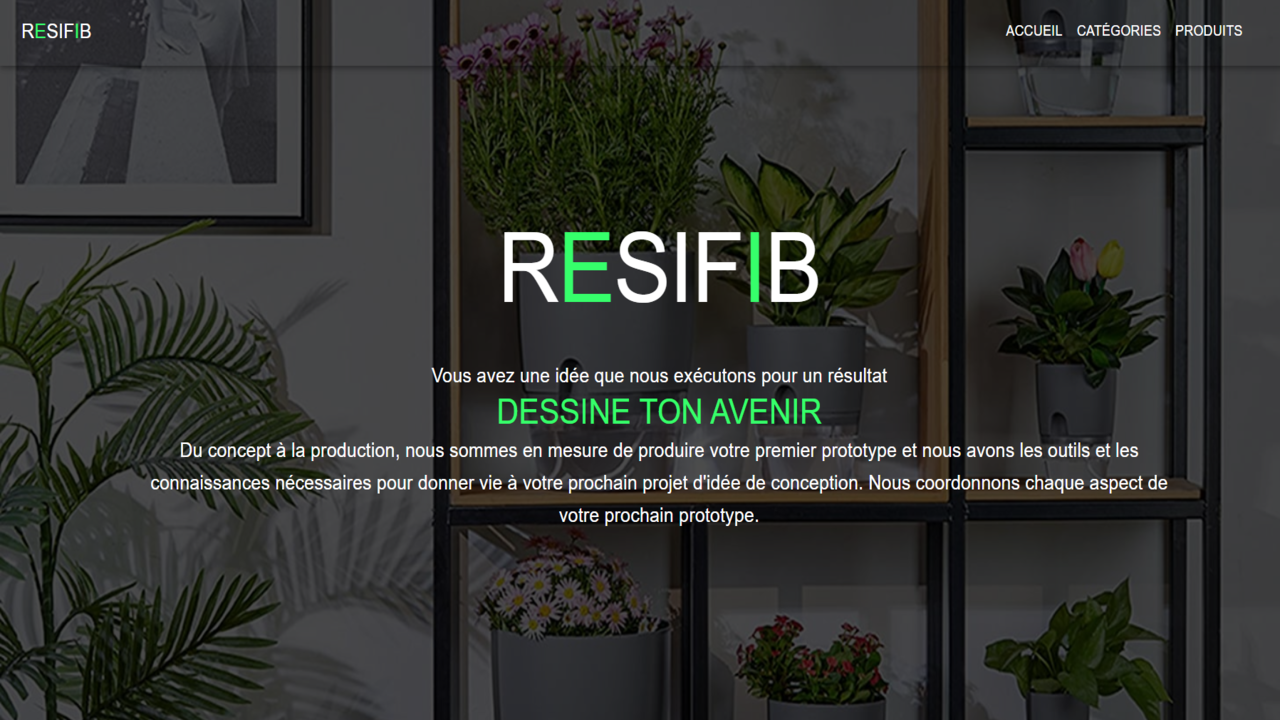 RESIFIB
ACCUEIL CATÉGORIES PRODUITS
RESIFIB
Vous avez une idée que nous exécutons pour un résultat
DESSINE TON AVENIR
Du concept à la production, nous sommes en mesure de produire votre premier prototype et nous avons les outils et les
connaissances nécessaires pour donner vie à votre prochain projet d'idée de conception. Nous coordonnons chaque aspect de
votre prochain prototype.